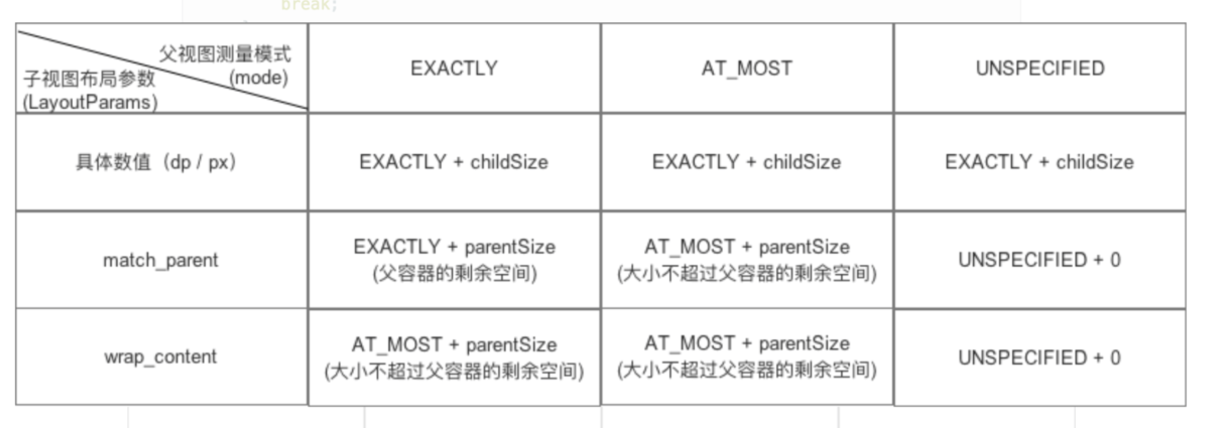 break;
父视图测量模式
(mode)
子视图布局参数
(LayoutParams)
EXACTLY
AT_MOST
UNSPECIFIED
具体数值（dp / px）
EXACTLY + childSize
EXACTLY + childSize
EXACTLY + childSize
match_parent
EXACTLY + parentSize
(父容器的剩余空间)
AT_MOST + parentSize
(大小不超过父容器的剩余空间)
UNSPECIFIED + 0
wrap_content
AT_MOST + parentSize
(大小不超过父容器的剩余空间)
AT_MOST + parentSize
(大小不超过父容器的剩余空间)
UNSPECIFIED + 0